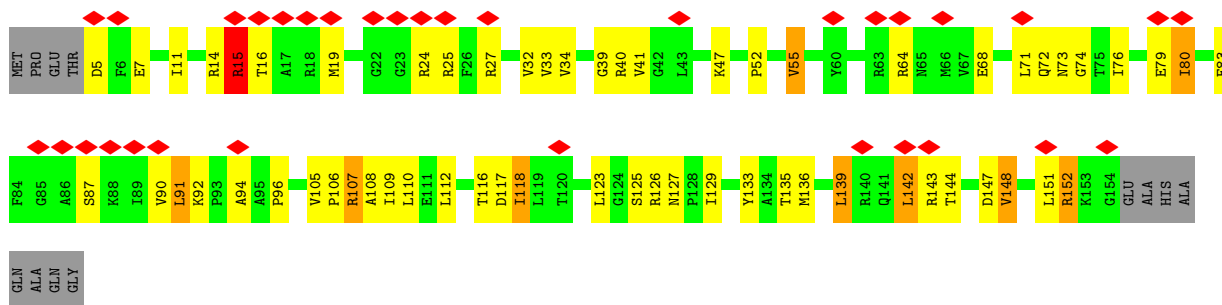 MET PRO GLU THR D5 F6 E7 I11 R14 R15 T16 A17 R18 M19 G22 G23 R24 R25 F26 R27 V32 V33 V34 G39 R40 V41 G42 L43 K47 P52 V55 Y60 R63 R64 N65 M66 V67 E68 L71 Q72 N73 G74 T75 I76 E79 I80
F84 G85 A86 S87 K88 I89 V90 L91 K92 P93 A94 A95 P96 V105 P106 R107 A108 I109 L110 E111 L112 T116 D117 I118 L119 T120 L123 G124 S125 R126 N127 P128 I129 Y133 A134 T135 M136 L139 R140 Q141 L142 R143 T144 D147 V148 L151 R152 K153 G154 GLU ALA HIS ALA
GLN ALA GLN GLY